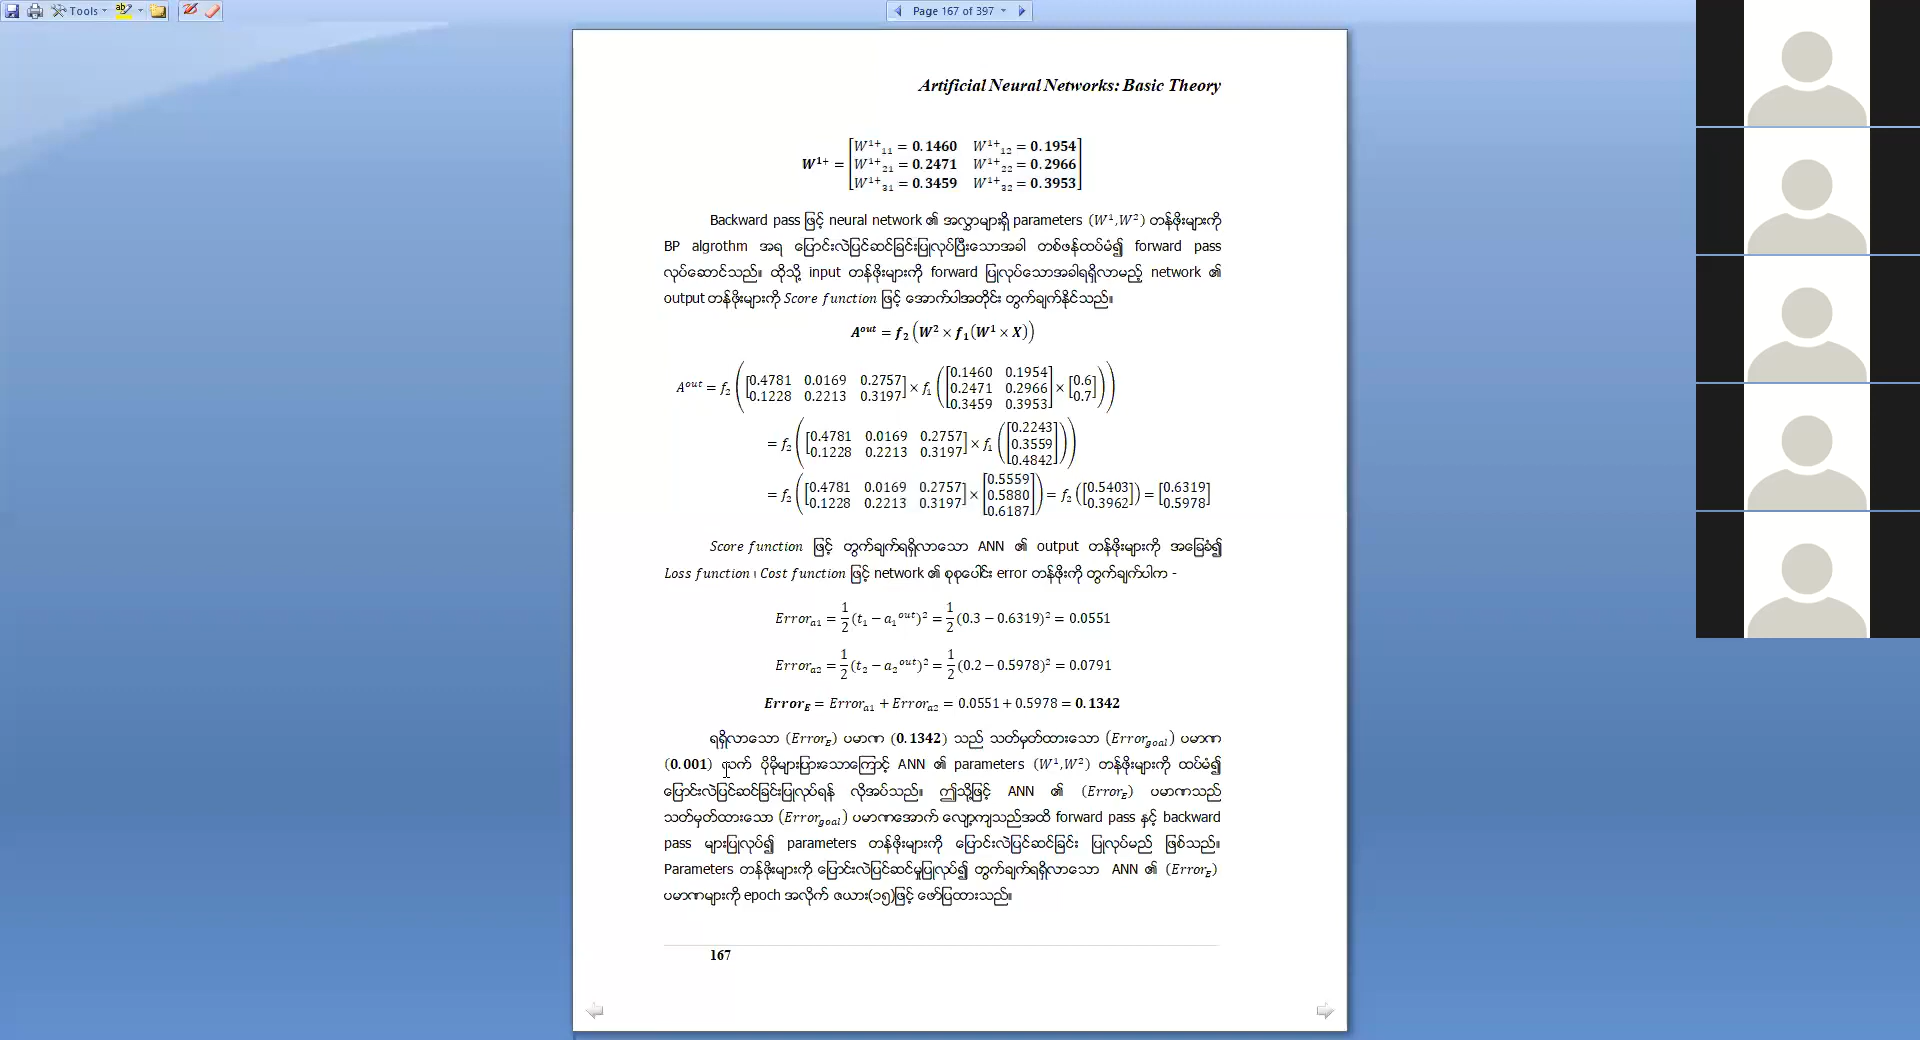 Tools
Page 167 of 397
Artificial Neural Networks: Basic Theory
W¹⁺ = [W¹⁺₁₁ = 0.1460 W¹⁺₁₂ = 0.1954
W¹⁺₂₁ = 0.2471 W¹⁺₂₂ = 0.2966
W¹⁺₃₁ = 0.3459 W¹⁺₃₂ = 0.3953]
Backward pass ဖြင့် neural network ၏ အလွှာများရှိ parameters (W¹,W²) တန်ဖိုးများကို
BP algrothm အရ ပြောင်းလဲပြင်ဆင်ခြင်းပြုလုပ်ပြီးသောအခါ တစ်ဖန်ထပ်မံ၍ forward pass
လုပ်ဆောင်သည်။ ထိုသို့ input တန်ဖိုးများကို forward ပြုလုပ်သောအခါရရှိလာမည့် network ၏
output တန်ဖိုးများကို Score function ဖြင့် အောက်ပါအတိုင်း တွက်ချက်နိုင်သည်။
Aᵒᵘᵗ = f₂ (W² × f₁(W¹ × X))
Aᵒᵘᵗ = f₂ ([0.4781 0.0169 0.2757; 0.1228 0.2213 0.3197] × f₁ ([0.1460 0.1954; 0.2471 0.2966; 0.3459 0.3953] × [0.6; 0.7]))
= f₂ ([0.4781 0.0169 0.2757; 0.1228 0.2213 0.3197] × f₁ ([0.2243; 0.3559; 0.4842]))
= f₂ ([0.4781 0.0169 0.2757; 0.1228 0.2213 0.3197] × [0.5559; 0.5880; 0.6187]) = f₂ ([0.5403; 0.3962]) = [0.6319; 0.5978]
Score function ဖြင့် တွက်ချက်ရရှိလာသော ANN ၏ output တန်ဖိုးများကို အခြေခံ၍
Loss function ၊ Cost function ဖြင့် network ၏ စုစုပေါင်း error တန်ဖိုးကို တွက်ချက်ပါက -
Errorₐ₁ = 1/2 (t₁ − a₁ᵒᵘᵗ)² = 1/2 (0.3 − 0.6319)² = 0.0551
Errorₐ₂ = 1/2 (t₂ − a₂ᵒᵘᵗ)² = 1/2 (0.2 − 0.5978)² = 0.0791
Error_E = Errorₐ₁ + Errorₐ₂ = 0.0551 + 0.5978 = 0.1342
ရရှိလာသော (Error_E) ပမာဏ (0.1342) သည် သတ်မှတ်ထားသော (Error_goal) ပမာဏ
(0.001) ထက် ပိုမိုများပြားသောကြောင့် ANN ၏ parameters (W¹,W²) တန်ဖိုးများကို ထပ်မံ၍
ပြောင်းလဲပြင်ဆင်ခြင်းပြုလုပ်ရန် လိုအပ်သည်။ ဤသို့ဖြင့် ANN ၏ (Error_E) ပမာဏသည်
သတ်မှတ်ထားသော (Error_goal) ပမာဏအောက် လျော့ကျသည်အထိ forward pass နှင့် backward
pass များပြုလုပ်၍ parameters တန်ဖိုးများကို ပြောင်းလဲပြင်ဆင်ခြင်း ပြုလုပ်မည် ဖြစ်သည်။
Parameters တန်ဖိုးများကို ပြောင်းလဲပြင်ဆင်မှုပြုလုပ်၍ တွက်ချက်ရရှိလာသော ANN ၏ (Error_E)
ပမာဏများကို epoch အလိုက် ဇယား(၁၅)ဖြင့် ဖော်ပြထားသည်။
167